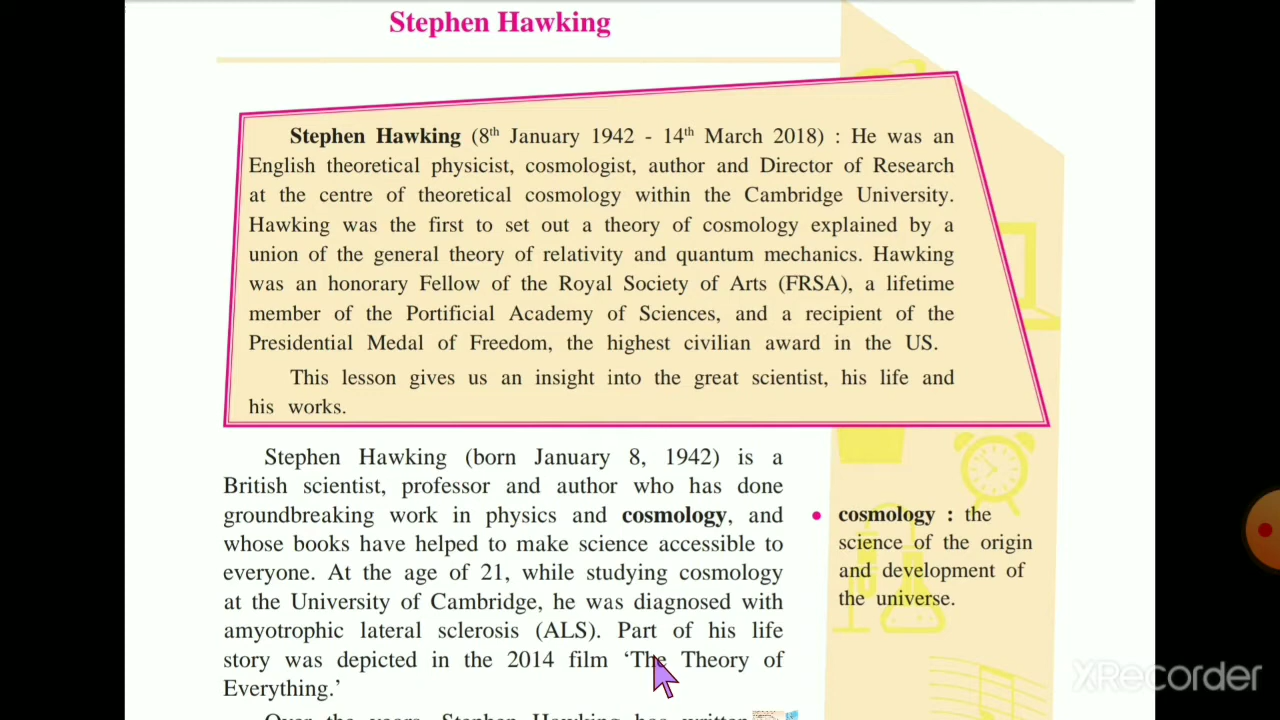 Stephen Hawking
Stephen Hawking (8th January 1942 - 14th March 2018) : He was an
English theoretical physicist, cosmologist, author and Director of Research
at the centre of theoretical cosmology within the Cambridge University.
Hawking was the first to set out a theory of cosmology explained by a
union of the general theory of relativity and quantum mechanics. Hawking
was an honorary Fellow of the Royal Society of Arts (FRSA), a lifetime
member of the Portificial Academy of Sciences, and a recipient of the
Presidential Medal of Freedom, the highest civilian award in the US.
This lesson gives us an insight into the great scientist, his life and
his works.
Stephen Hawking (born January 8, 1942) is a
British scientist, professor and author who has done
groundbreaking work in physics and cosmology, and
whose books have helped to make science accessible to
everyone. At the age of 21, while studying cosmology
at the University of Cambridge, he was diagnosed with
amyotrophic lateral sclerosis (ALS). Part of his life
story was depicted in the 2014 film ‘The Theory of
Everything.’
Over the years, Stephen Hawking has written
• cosmology : the
science of the origin
and development of
the universe.
XRecorder